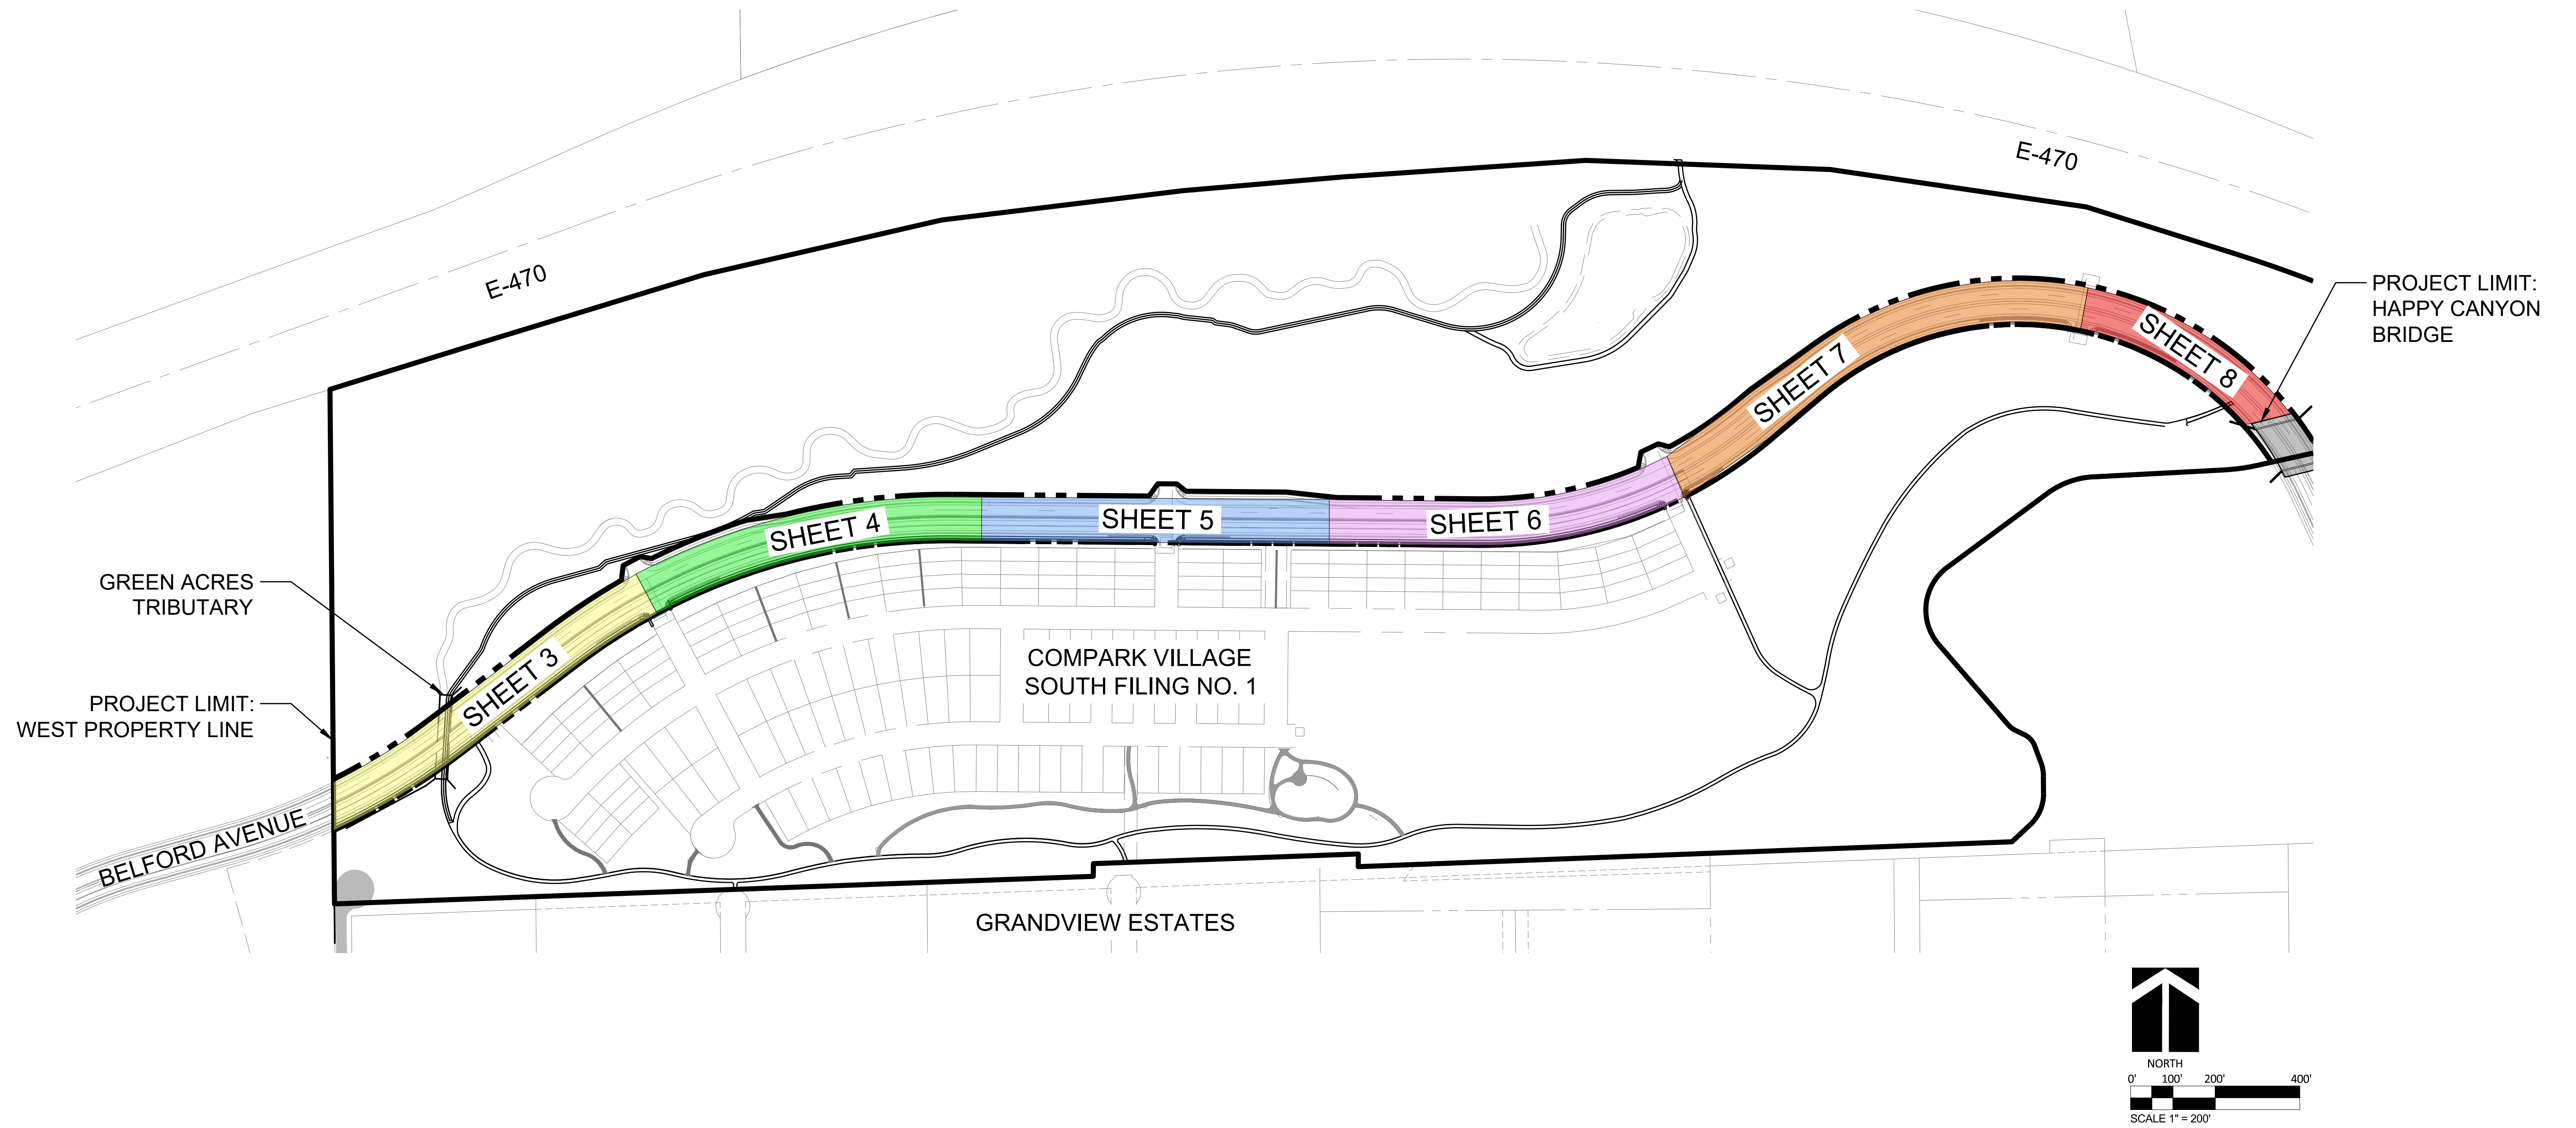 E-470
E-470
PROJECT LIMIT:
HAPPY CANYON
BRIDGE
SHEET 8
SHEET 7
SHEET 6
SHEET 5
SHEET 4
SHEET 3
GREEN ACRES
TRIBUTARY
PROJECT LIMIT:
WEST PROPERTY LINE
COMPARK VILLAGE
SOUTH FILING NO. 1
BELFORD AVENUE
GRANDVIEW ESTATES
NORTH
0' 100' 200' 400'
SCALE 1" = 200'